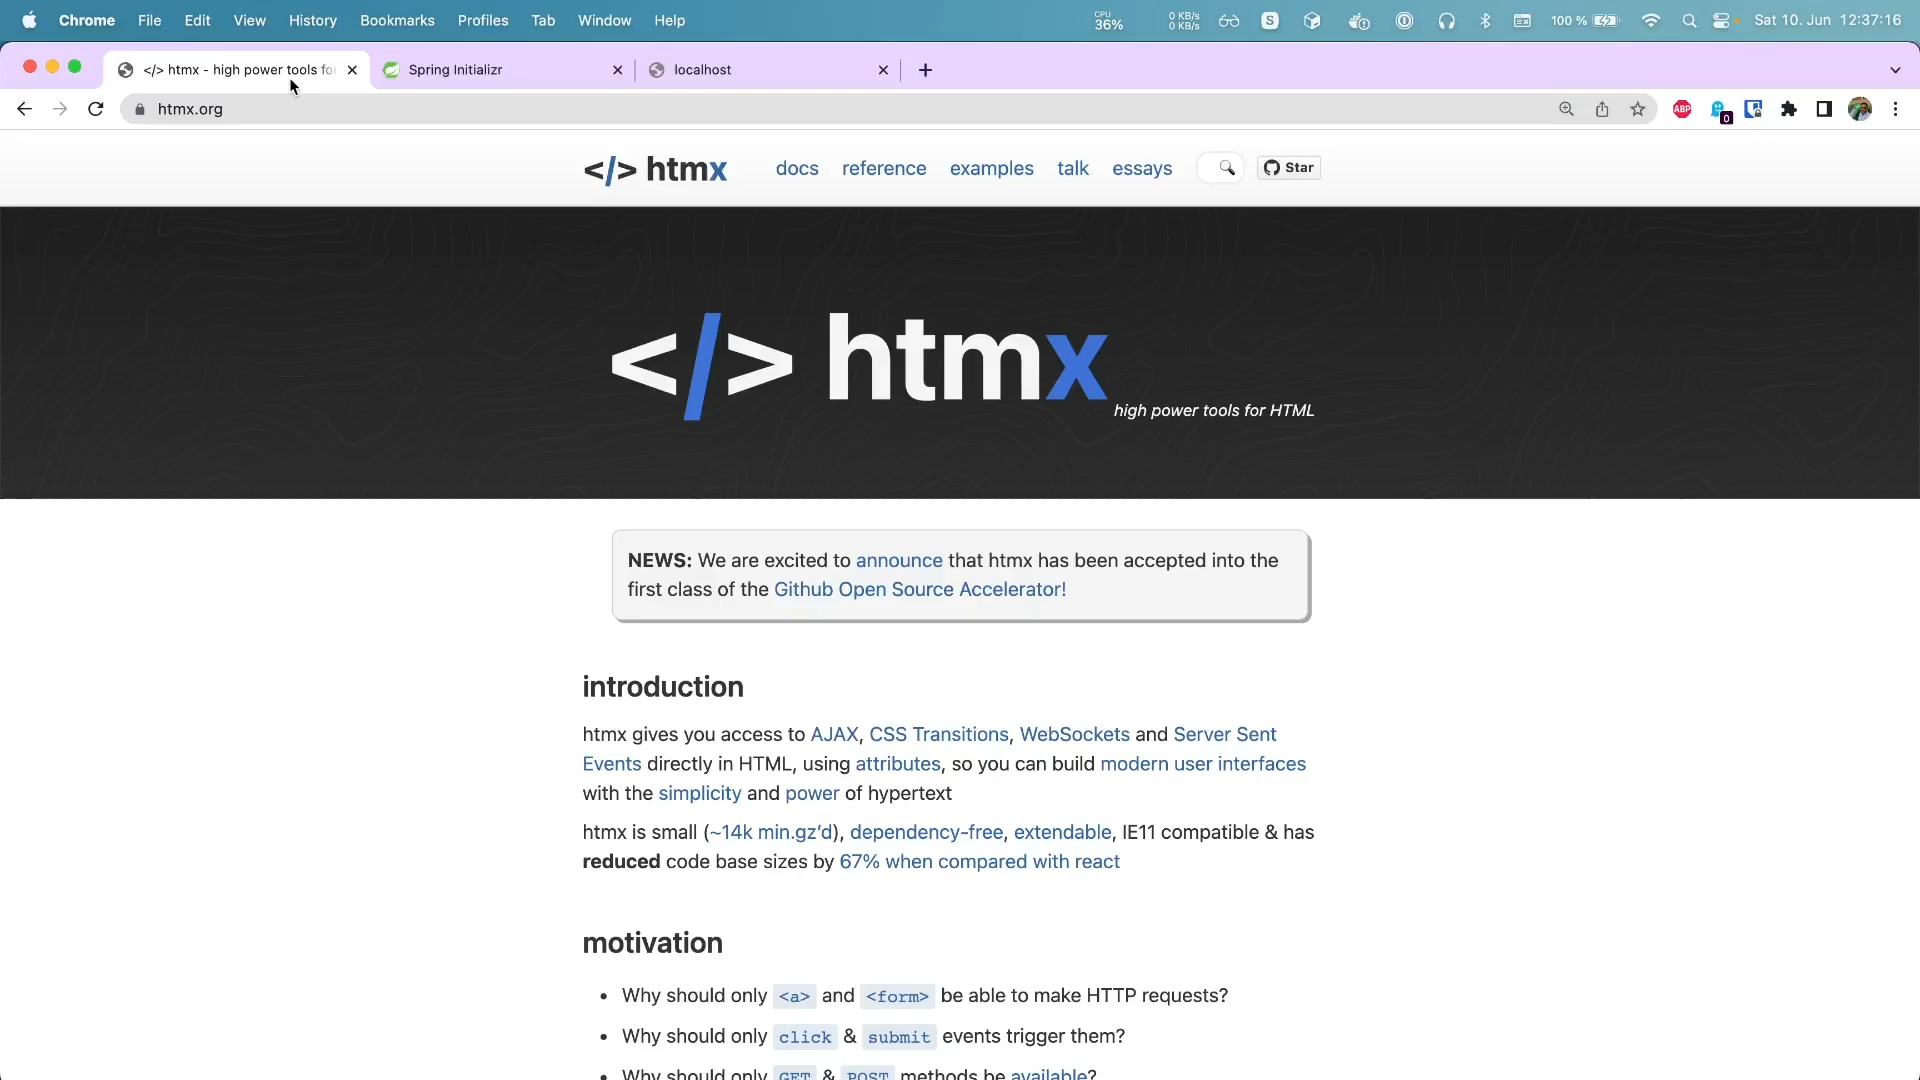 Chrome File Edit View History Bookmarks Profiles Tab Window Help CPU 36% 0 KB/s 0 KB/s S 100 % Sat 10. Jun 12:37:16
</> htmx - high power tools fo Spring Initializr localhost
htmx.org ABP 0
</> htmx docs reference examples talk essays Star
</> htmx
high power tools for HTML
NEWS: We are excited to announce that htmx has been accepted into the
first class of the Github Open Source Accelerator!
introduction
htmx gives you access to AJAX, CSS Transitions, WebSockets and Server Sent
Events directly in HTML, using attributes, so you can build modern user interfaces
with the simplicity and power of hypertext
htmx is small (~14k min.gz’d), dependency-free, extendable, IE11 compatible & has
reduced code base sizes by 67% when compared with react
motivation
• Why should only <a> and <form> be able to make HTTP requests?
• Why should only click & submit events trigger them?
• Why should only GET & POST methods be available?